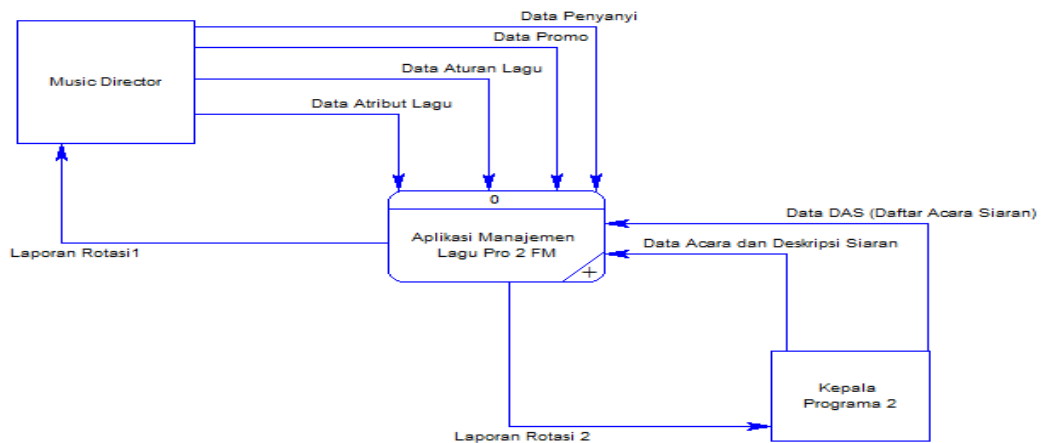 Data Penyanyi
Data Promo
Music Director
Data Aturan Lagu
Data Atribut Lagu
0
Data DAS (Daftar Acara Siaran)
Aplikasi Manajemen
Lagu Pro 2 FM
Data Acara dan Deskripsi Siaran
Laporan Rotasi1
Kepala
Programa 2
Laporan Rotasi 2